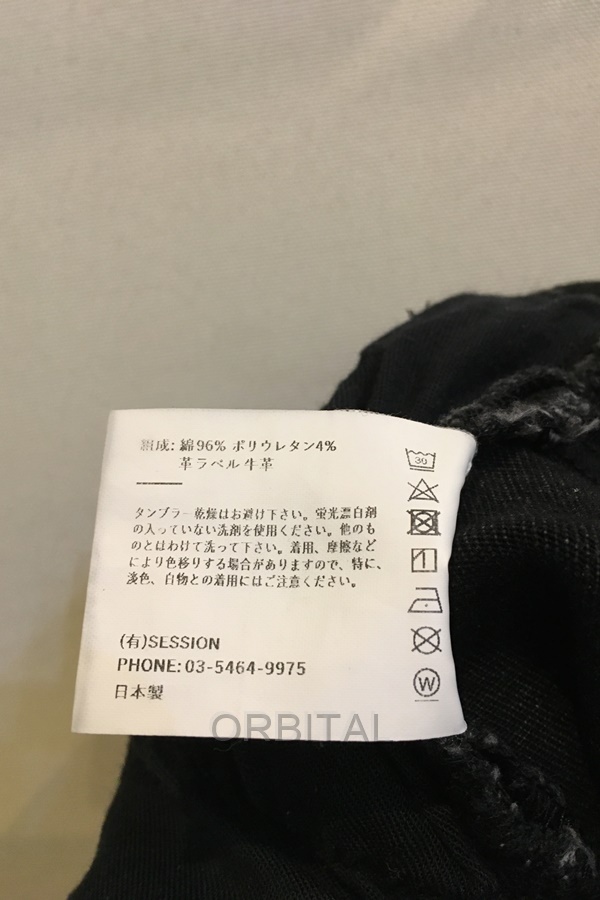 組成: 綿96% ポリウレタン4%
革ラベル牛革
タンブラー乾燥はお避け下さい。蛍光漂白剤
の入っていない洗剤を使用ください。他のも
のとはわけて洗って下さい。着用、摩擦など
により色移りする場合がありますので、特に、
淡色、白物との着用にはご注意ください。
(有)SESSION
PHONE: 03-5464-9975
日本製
30
W
ORBITAL